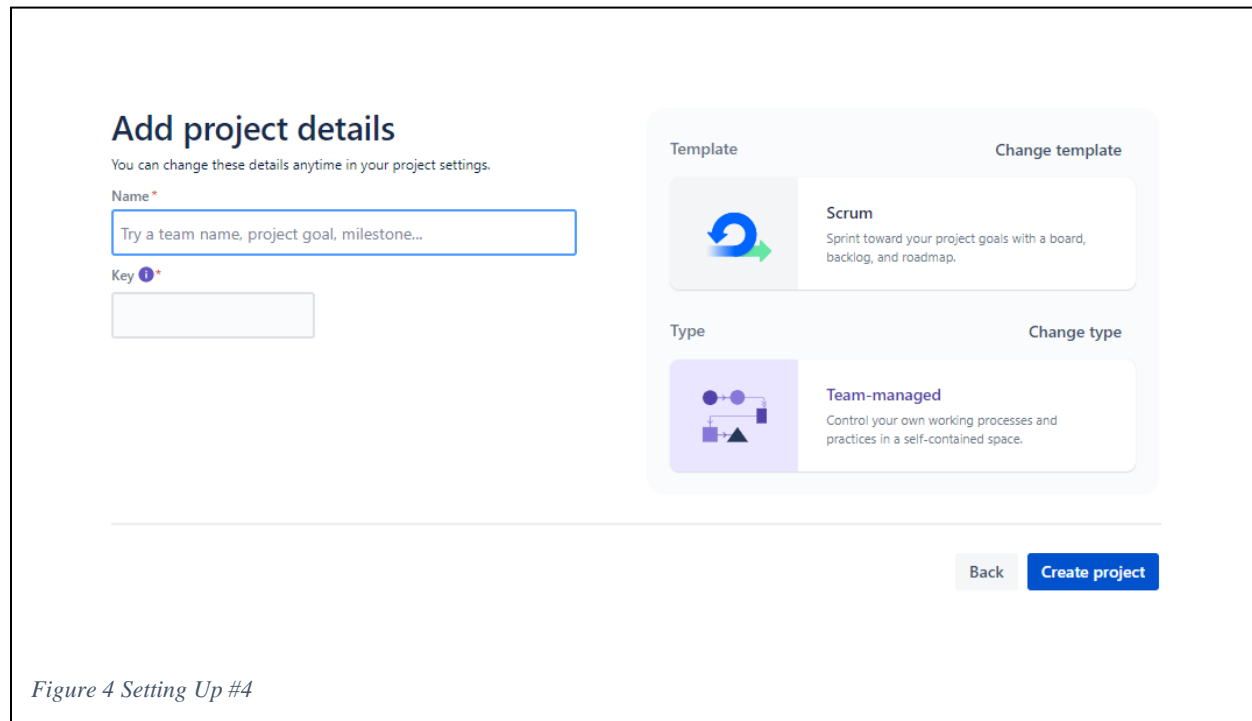 Add project details
You can change these details anytime in your project settings.
Name *
Try a team name, project goal, milestone...
Key i *
Template
Change template
Scrum
Sprint toward your project goals with a board,
backlog, and roadmap.
Type
Change type
Team-managed
Control your own working processes and
practices in a self-contained space.
Back
Create project
Figure 4 Setting Up #4